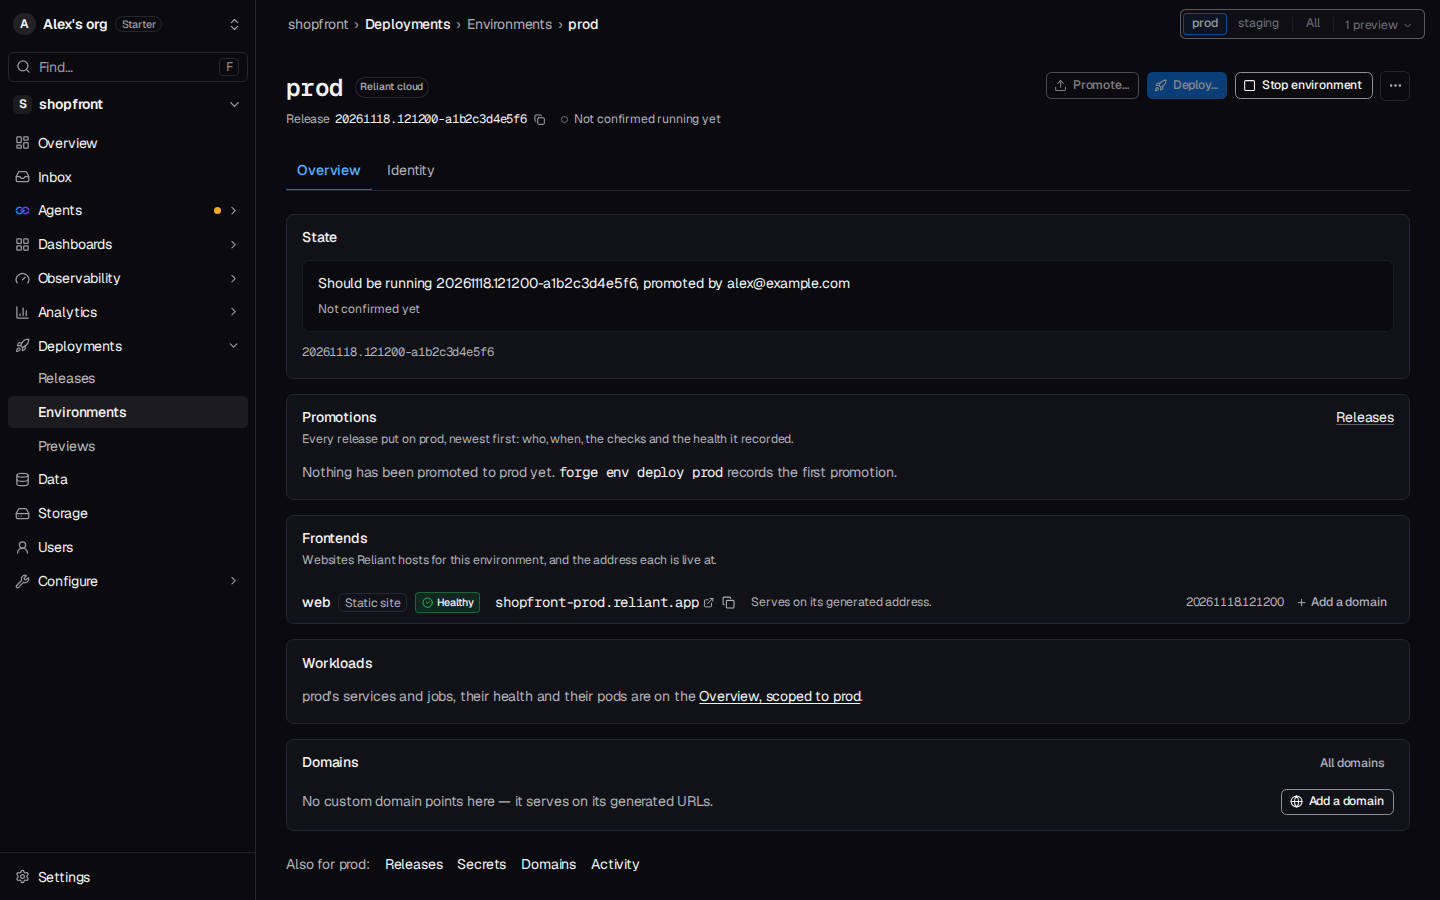 A Alex's org Starter
Find... F
S shopfront
Overview
Inbox
Agents
Dashboards
Observability
Analytics
Deployments
Releases
Environments
Previews
Data
Storage
Users
Configure
Settings
shopfront › Deployments › Environments › prod
prod staging All 1 preview
prod Reliant cloud
Promote... Deploy... Stop environment
Release 20261118.121200-a1b2c3d4e5f6 Not confirmed running yet
Overview Identity
State
Should be running 20261118.121200-a1b2c3d4e5f6, promoted by alex@example.com
Not confirmed yet
20261118.121200-a1b2c3d4e5f6
Promotions Releases
Every release put on prod, newest first: who, when, the checks and the health it recorded.
Nothing has been promoted to prod yet. forge env deploy prod records the first promotion.
Frontends
Websites Reliant hosts for this environment, and the address each is live at.
web Static site Healthy shopfront-prod.reliant.app Serves on its generated address. 20261118.121200 + Add a domain
Workloads
prod's services and jobs, their health and their pods are on the Overview, scoped to prod.
Domains All domains
No custom domain points here — it serves on its generated URLs. Add a domain
Also for prod: Releases Secrets Domains Activity